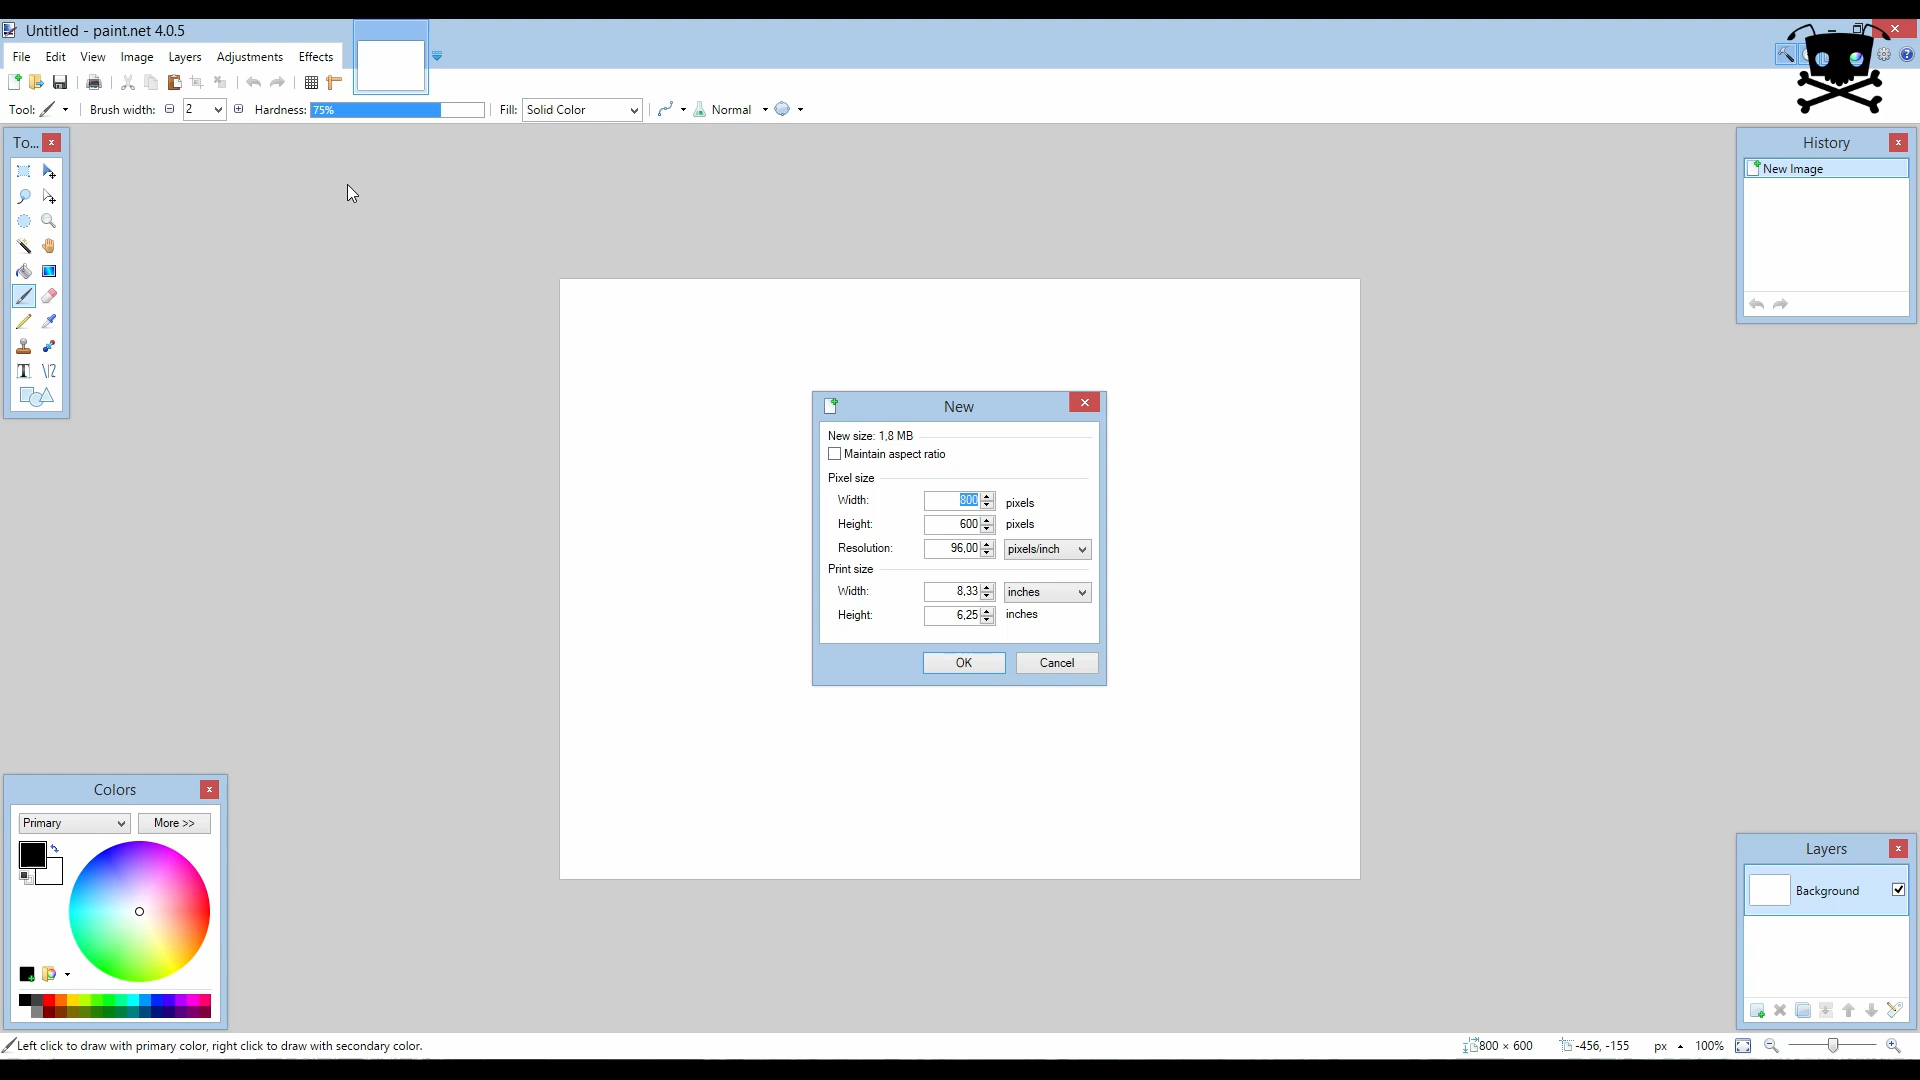 Untitled - paint.net 4.0.5
File Edit View Image Layers Adjustments Effects
Tool: Brush width: 2 Hardness: 75% Fill: Solid Color Normal
To...
History
New Image
New
New size: 1,8 MB
Maintain aspect ratio
Pixel size
Width: 800 pixels
Height: 600 pixels
Resolution: 96,00 pixels/inch
Print size
Width: 8,33 inches
Height: 6,25 inches
OK Cancel
Colors
Primary More >>
Layers
Background
Left click to draw with primary color, right click to draw with secondary color.
800 × 600 -456, -155 px 100%